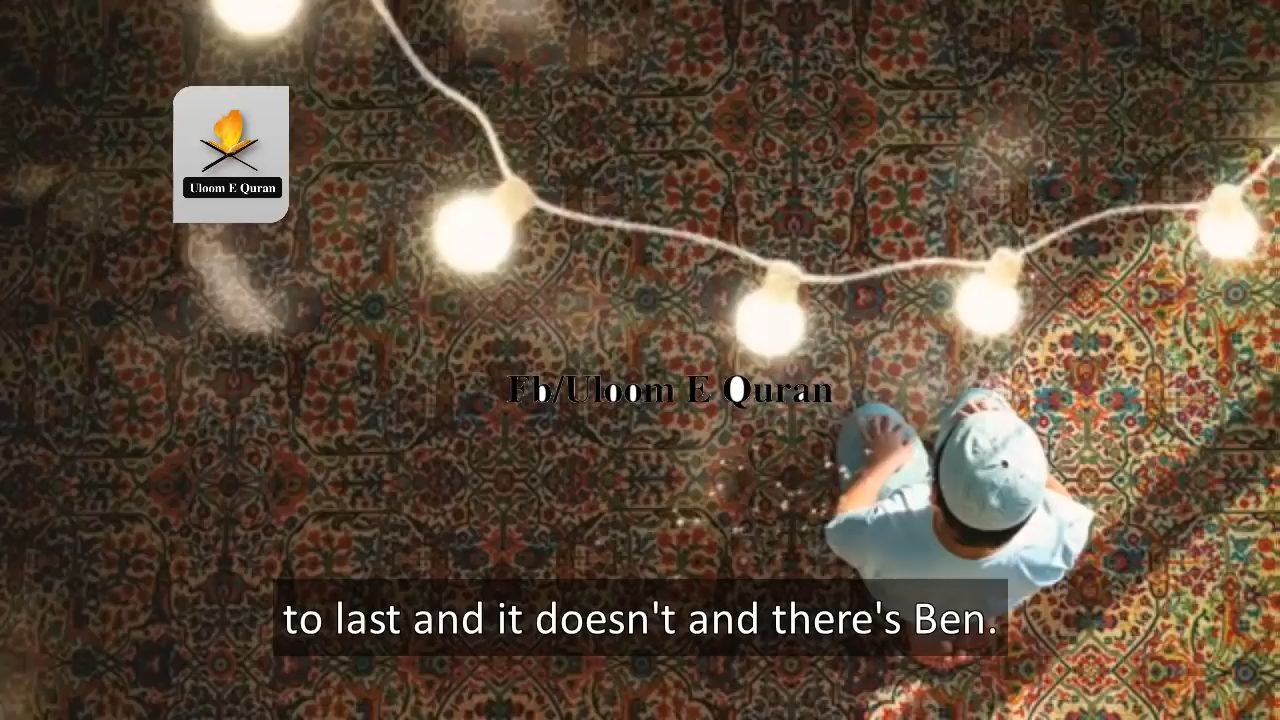 Uloom E Quran
Fb/Uloom E Quran
to last and it doesn't and there's Ben.